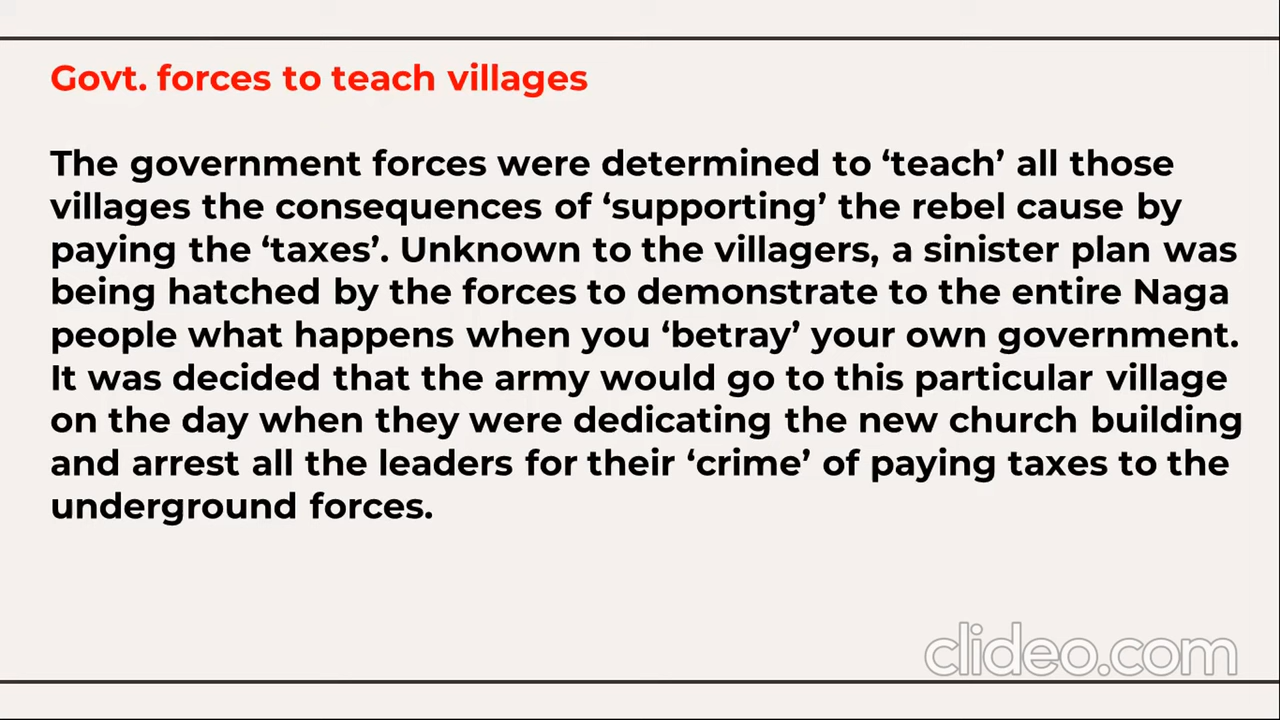 Govt. forces to teach villages
The government forces were determined to ‘teach’ all those
villages the consequences of ‘supporting’ the rebel cause by
paying the ‘taxes’. Unknown to the villagers, a sinister plan was
being hatched by the forces to demonstrate to the entire Naga
people what happens when you ‘betray’ your own government.
It was decided that the army would go to this particular village
on the day when they were dedicating the new church building
and arrest all the leaders for their ‘crime’ of paying taxes to the
underground forces.
clideo.com